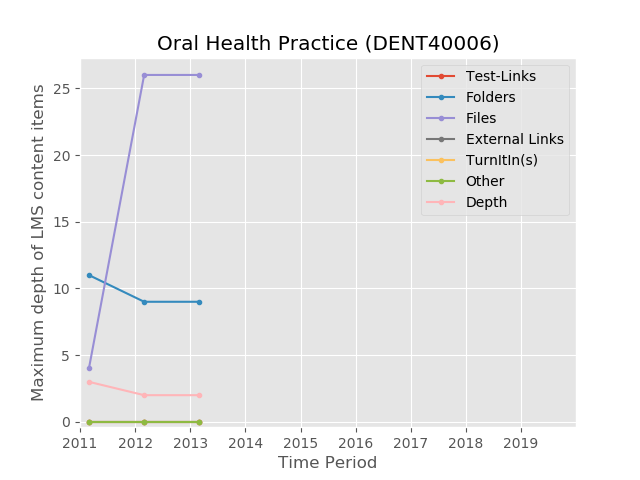 Oral Health Practice (DENT40006)
Maximum depth of LMS content items
25
20
15
10
5
0
Test-Links
Folders
Files
External Links
TurnItIn(s)
Other
Depth
2011 2012 2013 2014 2015 2016 2017 2018 2019
Time Period